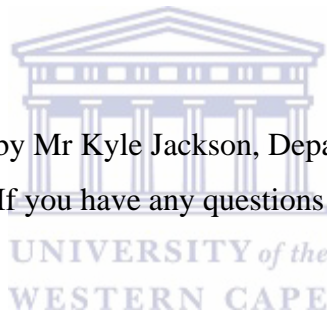 by Mr Kyle Jackson, Depa
If you have any questions
UNIVERSITY of the
WESTERN CAPE